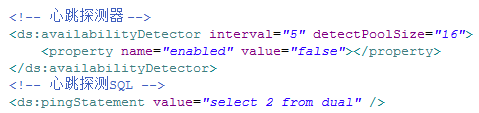 <!-- 心跳探测器-->
<ds:availabilityDetector interval="5" detectPoolSize="16">
<property name="enabled" value="false"></property>
</ds:availabilityDetector>
<!-- 心跳探测SQL -->
<ds:pingStatement value="select 2 from dual" />